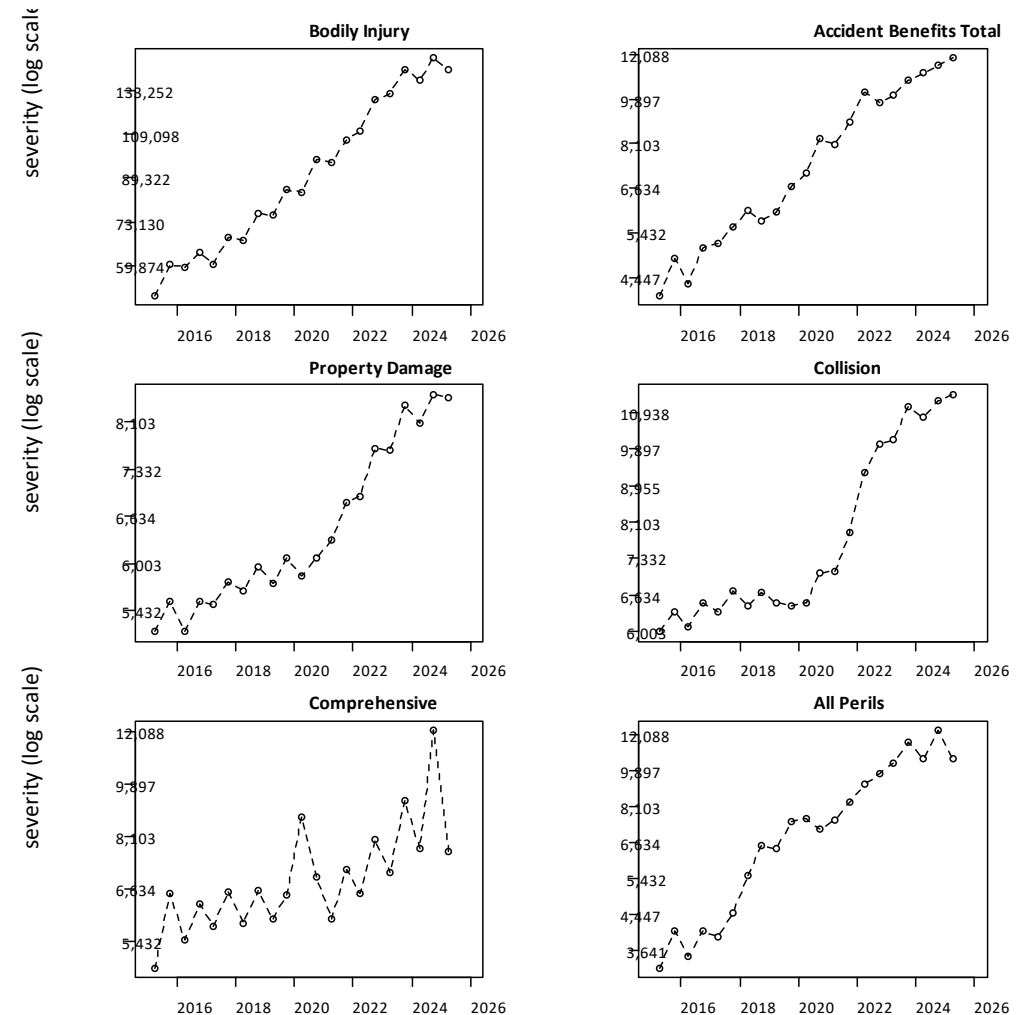 Bodily Injury
severity (log scale
133,252
109,098
89,322
73,130
59,874
2016 2018 2020 2022 2024 2026
Accident Benefits Total
12,088
9,897
8,103
6,634
5,432
4,447
2016 2018 2020 2022 2024 2026
Property Damage
severity (log scale)
8,103
7,332
6,634
6,003
5,432
2016 2018 2020 2022 2024 2026
Collision
10,938
9,897
8,955
8,103
7,332
6,634
6,003
2016 2018 2020 2022 2024 2026
Comprehensive
severity (log scale)
12,088
9,897
8,103
6,634
5,432
2016 2018 2020 2022 2024 2026
All Perils
12,088
9,897
8,103
6,634
5,432
4,447
3,641
2016 2018 2020 2022 2024 2026